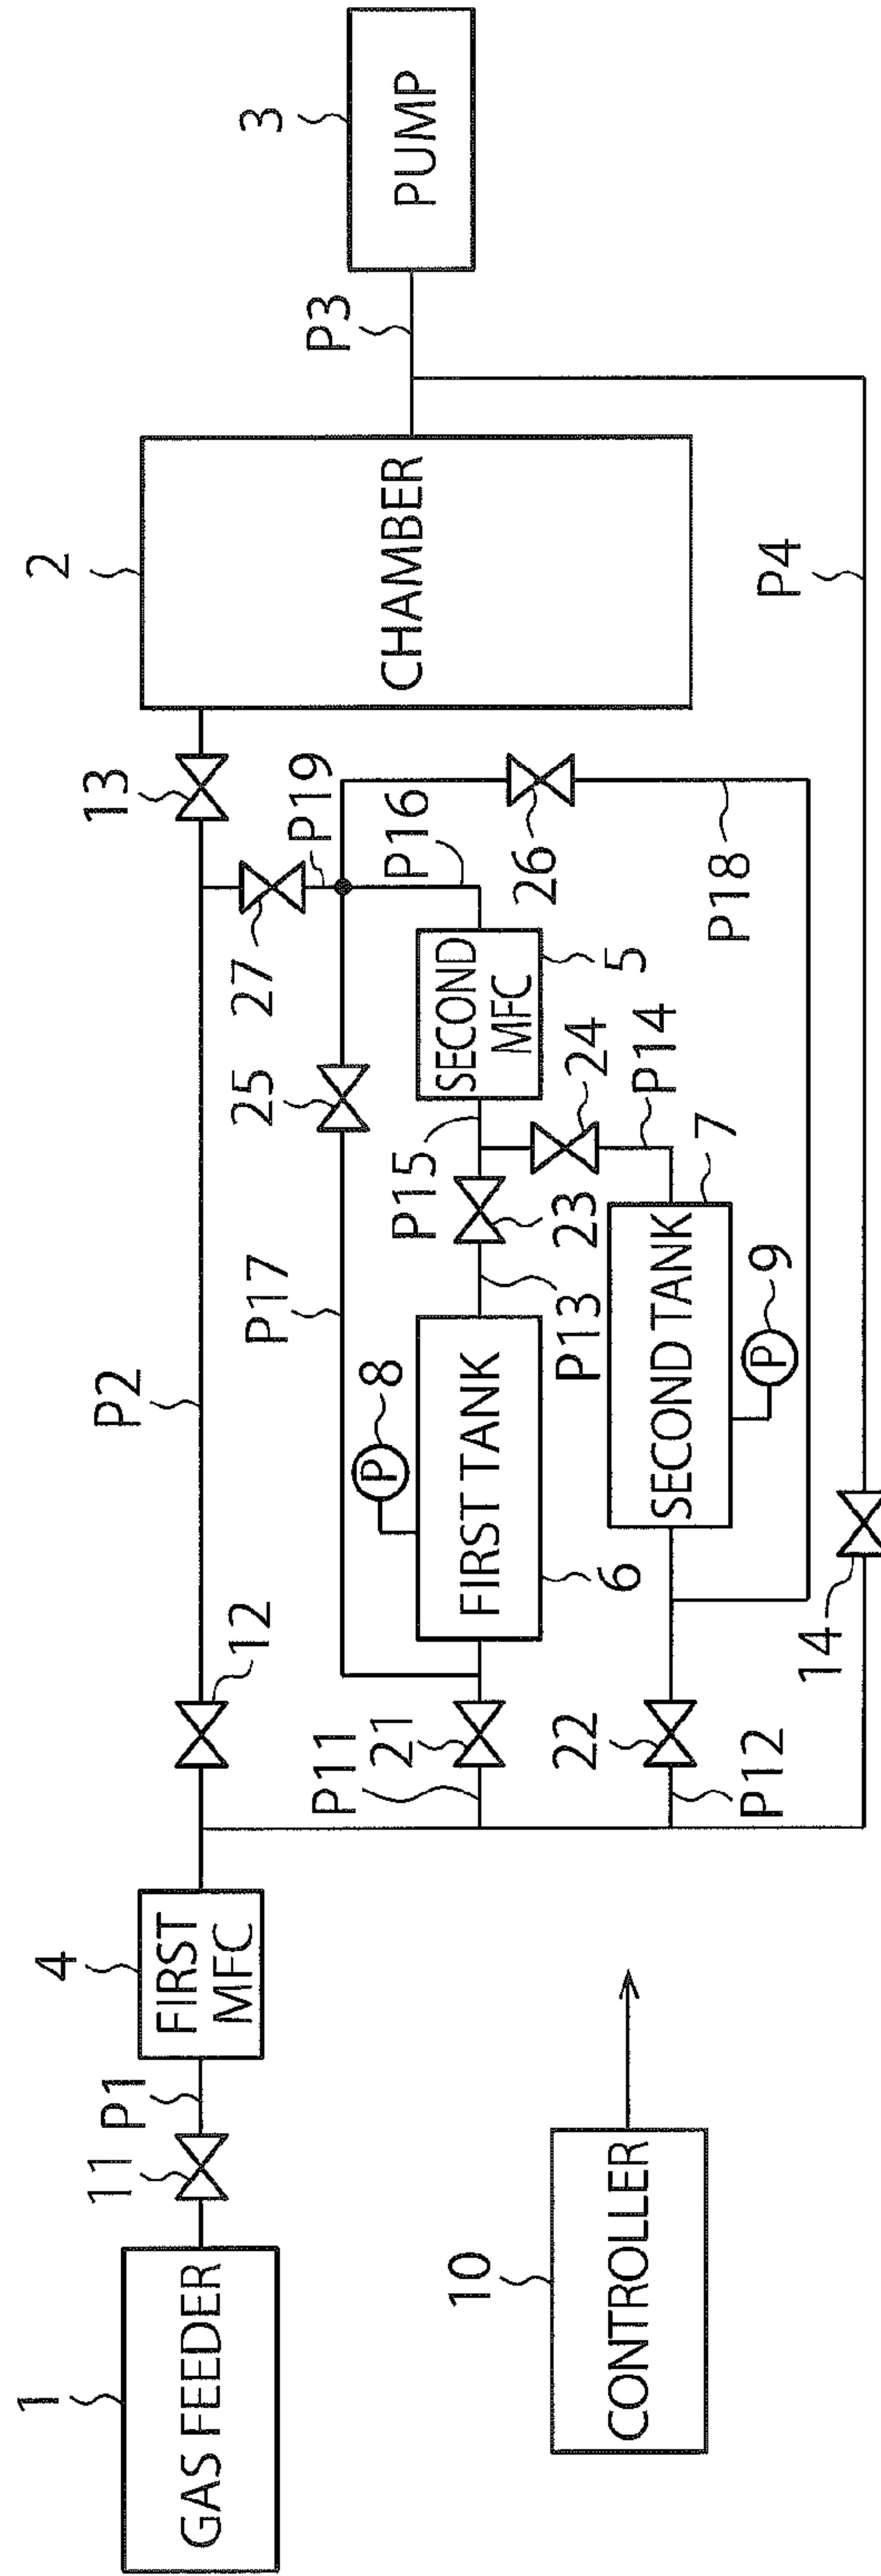 1
GAS FEEDER
11
P1
4
FIRST
MFC
12
P2
13
2
CHAMBER
P3
3
PUMP
27
P19
25
P17
P16
8
P
FIRST TANK
6
P11
21
P13
23
P15
SECOND
MFC
5
26
P18
24
P14
7
SECOND TANK
P
9
22
P12
14
P4
10
CONTROLLER